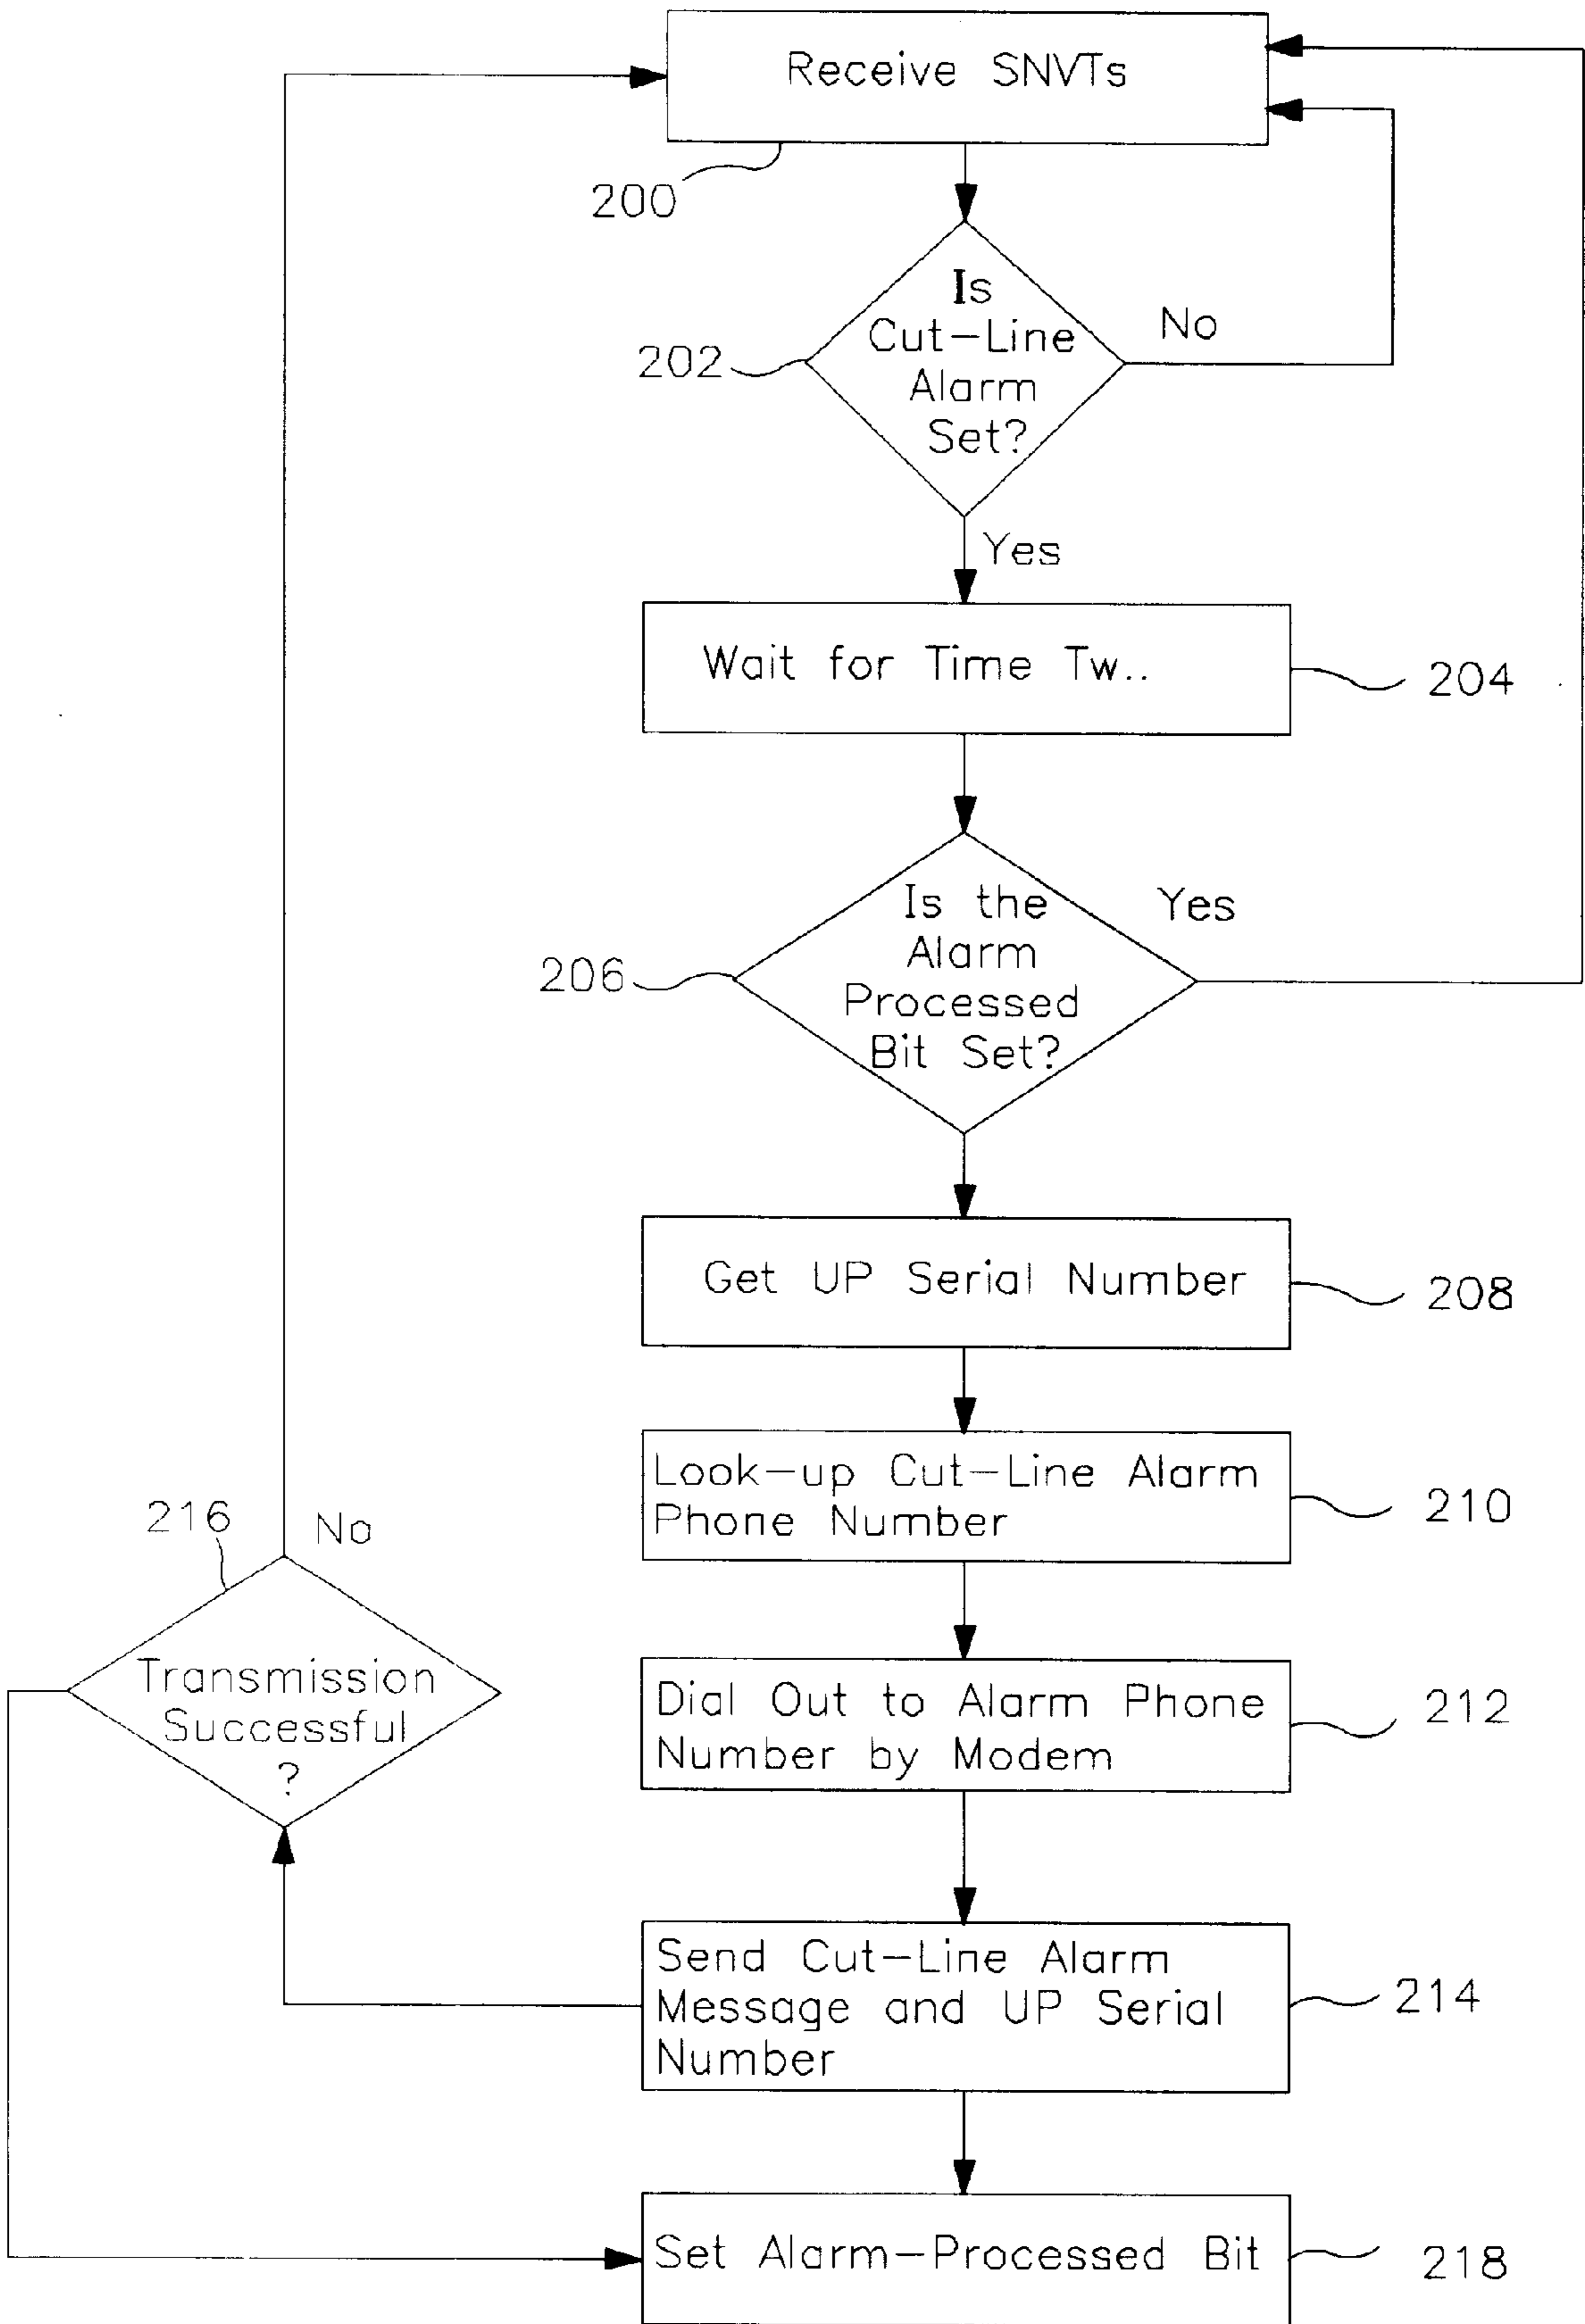 Receive SNVTs
200
Is
Cut-Line
Alarm
Set?
No
202
Yes
Wait for Time Tw..
204
Is the
Alarm
Processed
Bit Set?
Yes
206
Get UP Serial Number
208
Look-up Cut-Line Alarm
Phone Number
210
216
No
Transmission
Successful
?
Dial Out to Alarm Phone
Number by Modem
212
Send Cut-Line Alarm
Message and UP Serial
Number
214
Set Alarm-Processed Bit
218